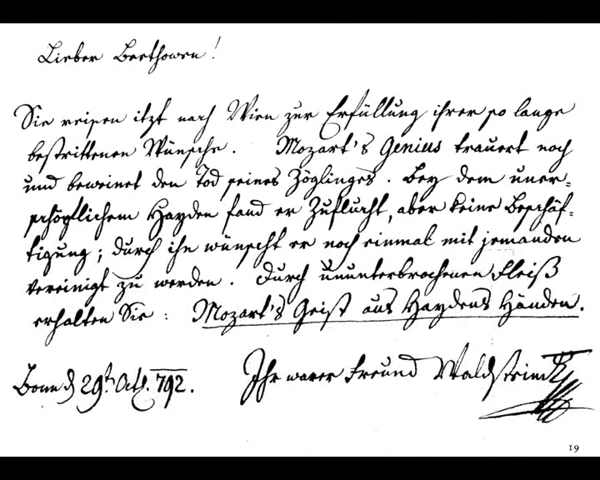 Lieber Beethowen!
Sie reisen itzt nach Wien zur Erfüllung ihrer so lange
bestrittenen Wünsche. Mozart's Genius trauert noch
und beweinet den Tod seines Zöglinges. Bey dem uner=
schöpflichem Hayden fand er Zuflucht, aber keine Beschäf=
tigung; durch ihn wünscht er noch einmal mit jemanden
vereinigt zu werden. Durch ununterbrochenen Fleiß
erhalten Sie: Mozart's Geist aus Haydens Händen.
Bonn d 29t. Oct. 792. Ihr warer Freund Waldstein
19